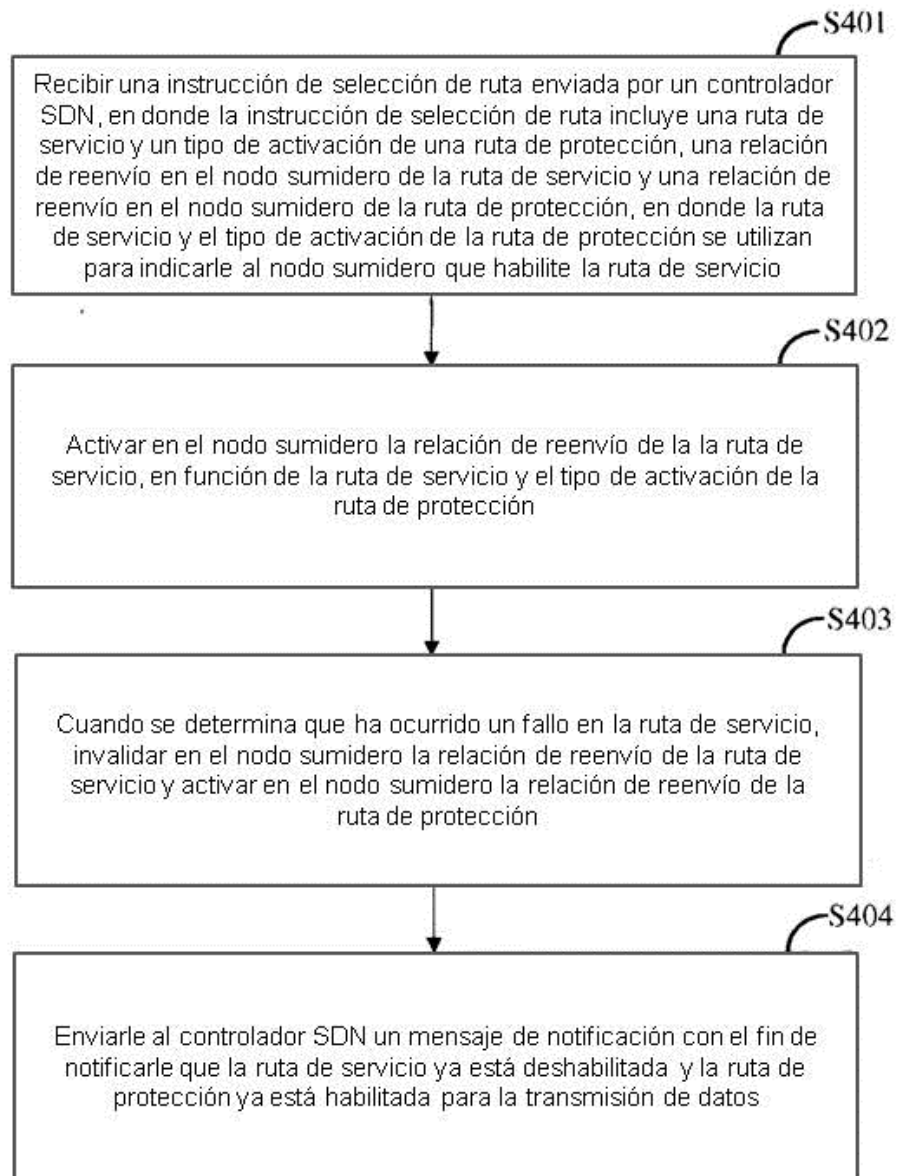 S401
Recibir una instrucción de selección de ruta enviada por un controlador
SDN, en donde la instrucción de selección de ruta incluye una ruta de
servicio y un tipo de activación de una ruta de protección, una relación
de reenvío en el nodo sumidero de la ruta de servicio y una relación de
reenvío en el nodo sumidero de la ruta de protección, en donde la ruta
de servicio y el tipo de activación de la ruta de protección se utilizan
para indicarle al nodo sumidero que habilite la ruta de servicio
S402
Activar en el nodo sumidero la relación de reenvío de la la ruta de
servicio, en función de la ruta de servicio y el tipo de activación de la
ruta de protección
S403
Cuando se determina que ha ocurrido un fallo en la ruta de servicio,
invalidar en el nodo sumidero la relación de reenvío de la ruta de
servicio y activar en el nodo sumidero la relación de reenvío de la
ruta de protección
S404
Enviarle al controlador SDN un mensaje de notificación con el fin de
notificarle que la ruta de servicio ya está deshabilitada y la ruta de
protección ya está habilitada para la transmisión de datos